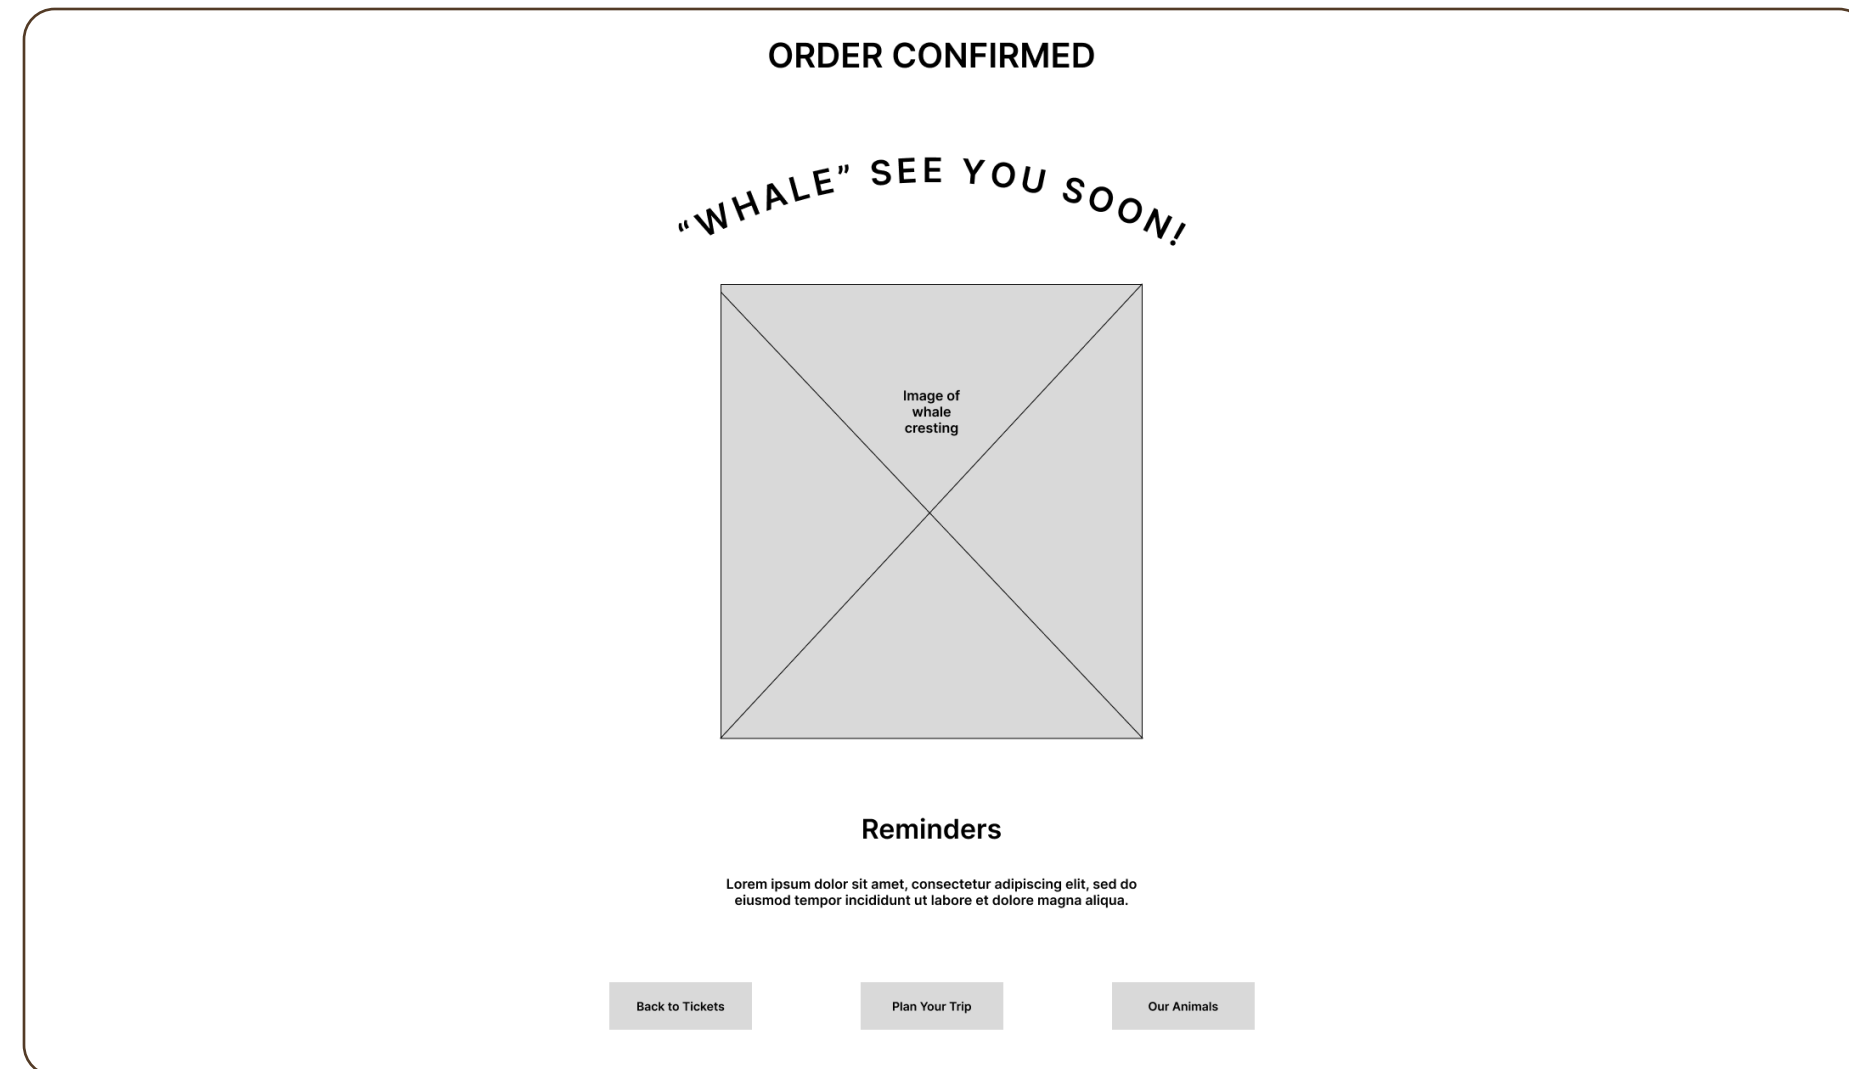 ORDER CONFIRMED
“WHALE” SEE YOU SOON!
Image of
whale
cresting
Reminders
Lorem ipsum dolor sit amet, consectetur adipiscing elit, sed do
eiusmod tempor incididunt ut labore et dolore magna aliqua.
Back to Tickets
Plan Your Trip
Our Animals